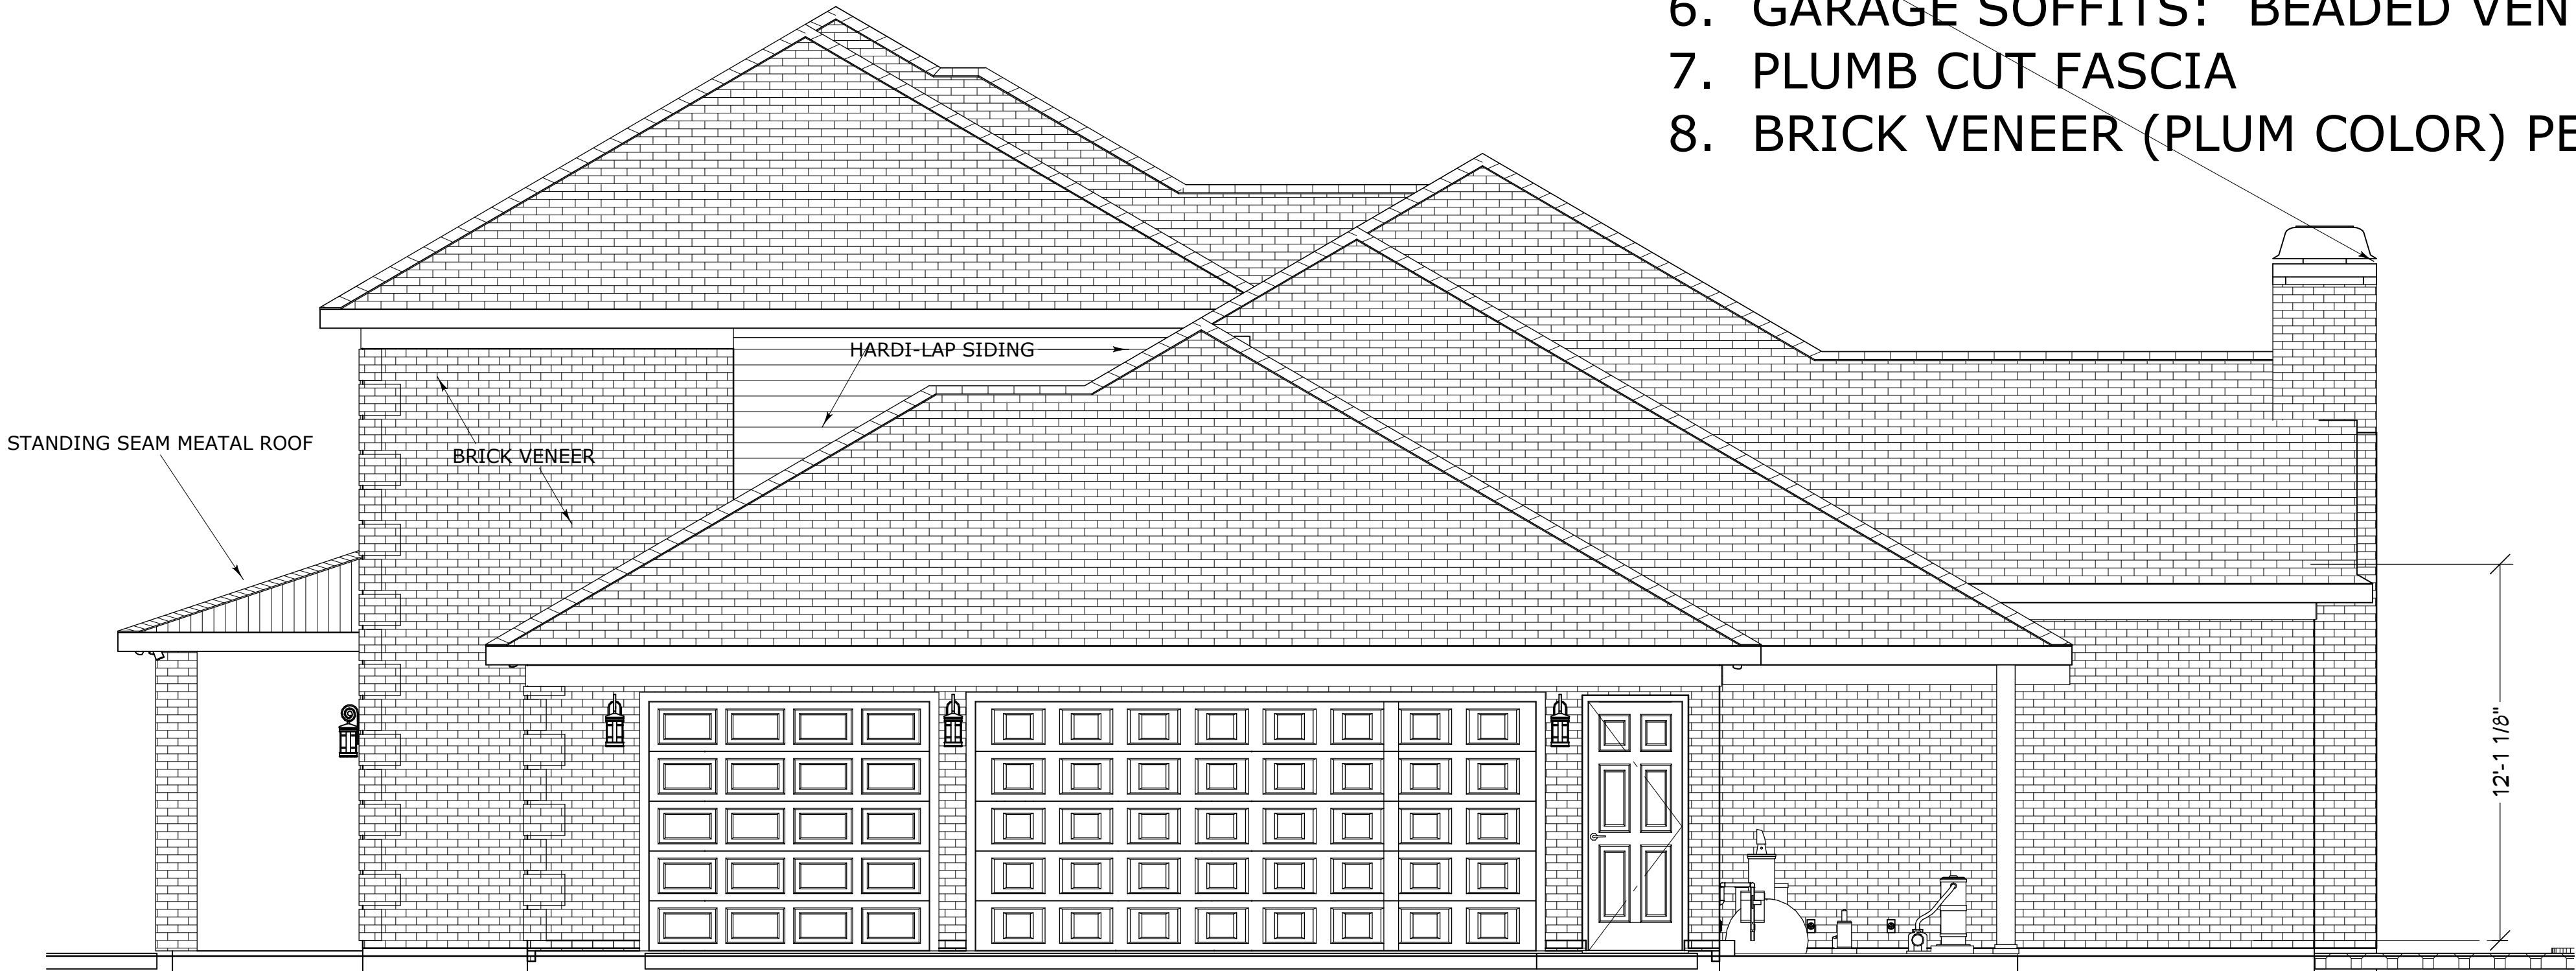 6. GARAGE SOFFITS: BEADED VEN
7. PLUMB CUT FASCIA
8. BRICK VENEER (PLUM COLOR) PE
HARDI-LAP SIDING
STANDING SEAM MEATAL ROOF
BRICK VENEER
12'-1 1/8"